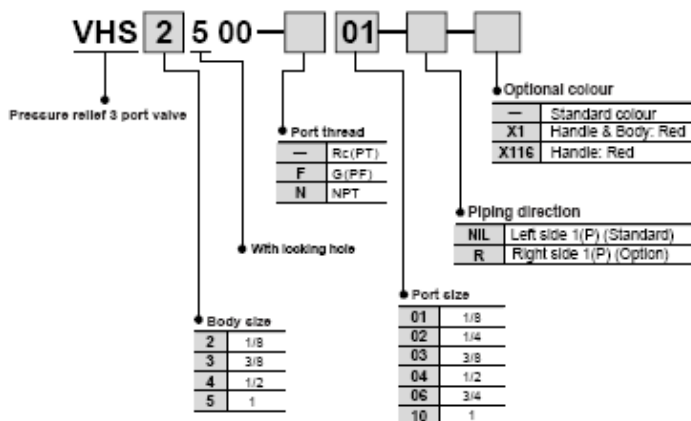 VHS 2 5 00 — 01 — —
Pressure relief 3 port valve
Optional colour
— Standard colour
X1 Handle & Body: Red
X116 Handle: Red
Port thread
— Rc(PT)
F G(PF)
N NPT
Piping direction
NIL Left side 1(P) (Standard)
R Right side 1(P) (Option)
With locking hole
Port size
01 1/8
02 1/4
03 3/8
04 1/2
06 3/4
10 1
Body size
2 1/8
3 3/8
4 1/2
5 1